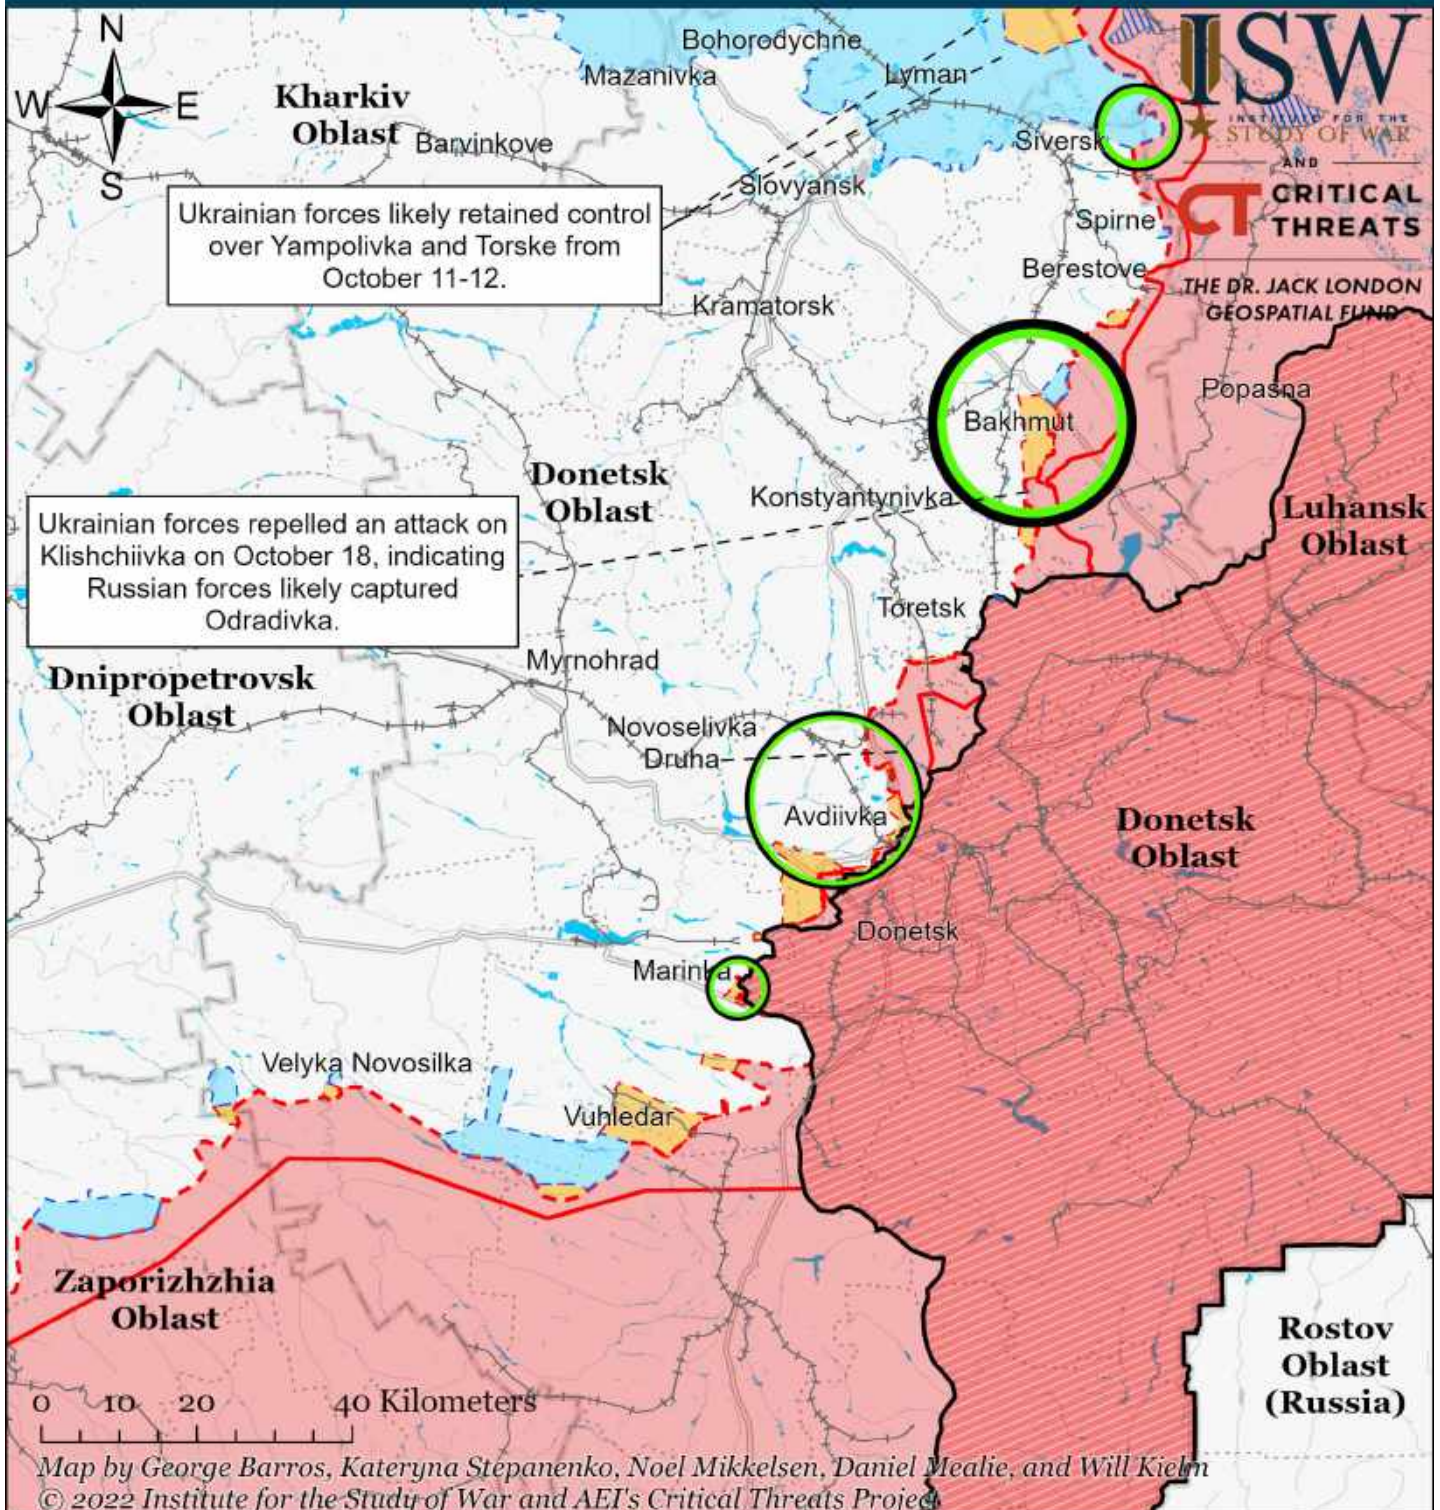 N
W
E
S
Kharkiv
Oblast
Bohorodychne
Mazanivka
Lyman
Barvinkove
Siversk
ISW
INSTITUTE FOR THE
STUDY OF WAR
AND
CT CRITICAL
THREATS
THE DR. JACK LONDON
GEOSPATIAL FUND
Slovyansk
Spirne
Berestove
Ukrainian forces likely retained control
over Yampolivka and Torske from
October 11-12.
Kramatorsk
Popasna
Bakhmut
Donetsk
Oblast
Konstyantynivka
Luhansk
Oblast
Ukrainian forces repelled an attack on
Klishchiivka on October 18, indicating
Russian forces likely captured
Odradivka.
Toretsk
Myrnohrad
Dnipropetrovsk
Oblast
Novoselivka
Druha
Avdiivka
Donetsk
Oblast
Donetsk
Marinka
Velyka Novosilka
Vuhledar
Zaporizhzhia
Oblast
Rostov
Oblast
(Russia)
0 10 20 40 Kilometers
Map by George Barros, Kateryna Stepanenko, Noel Mikkelsen, Daniel Mealie, and Will Kielm
© 2022 Institute for the Study of War and AEI's Critical Threats Project